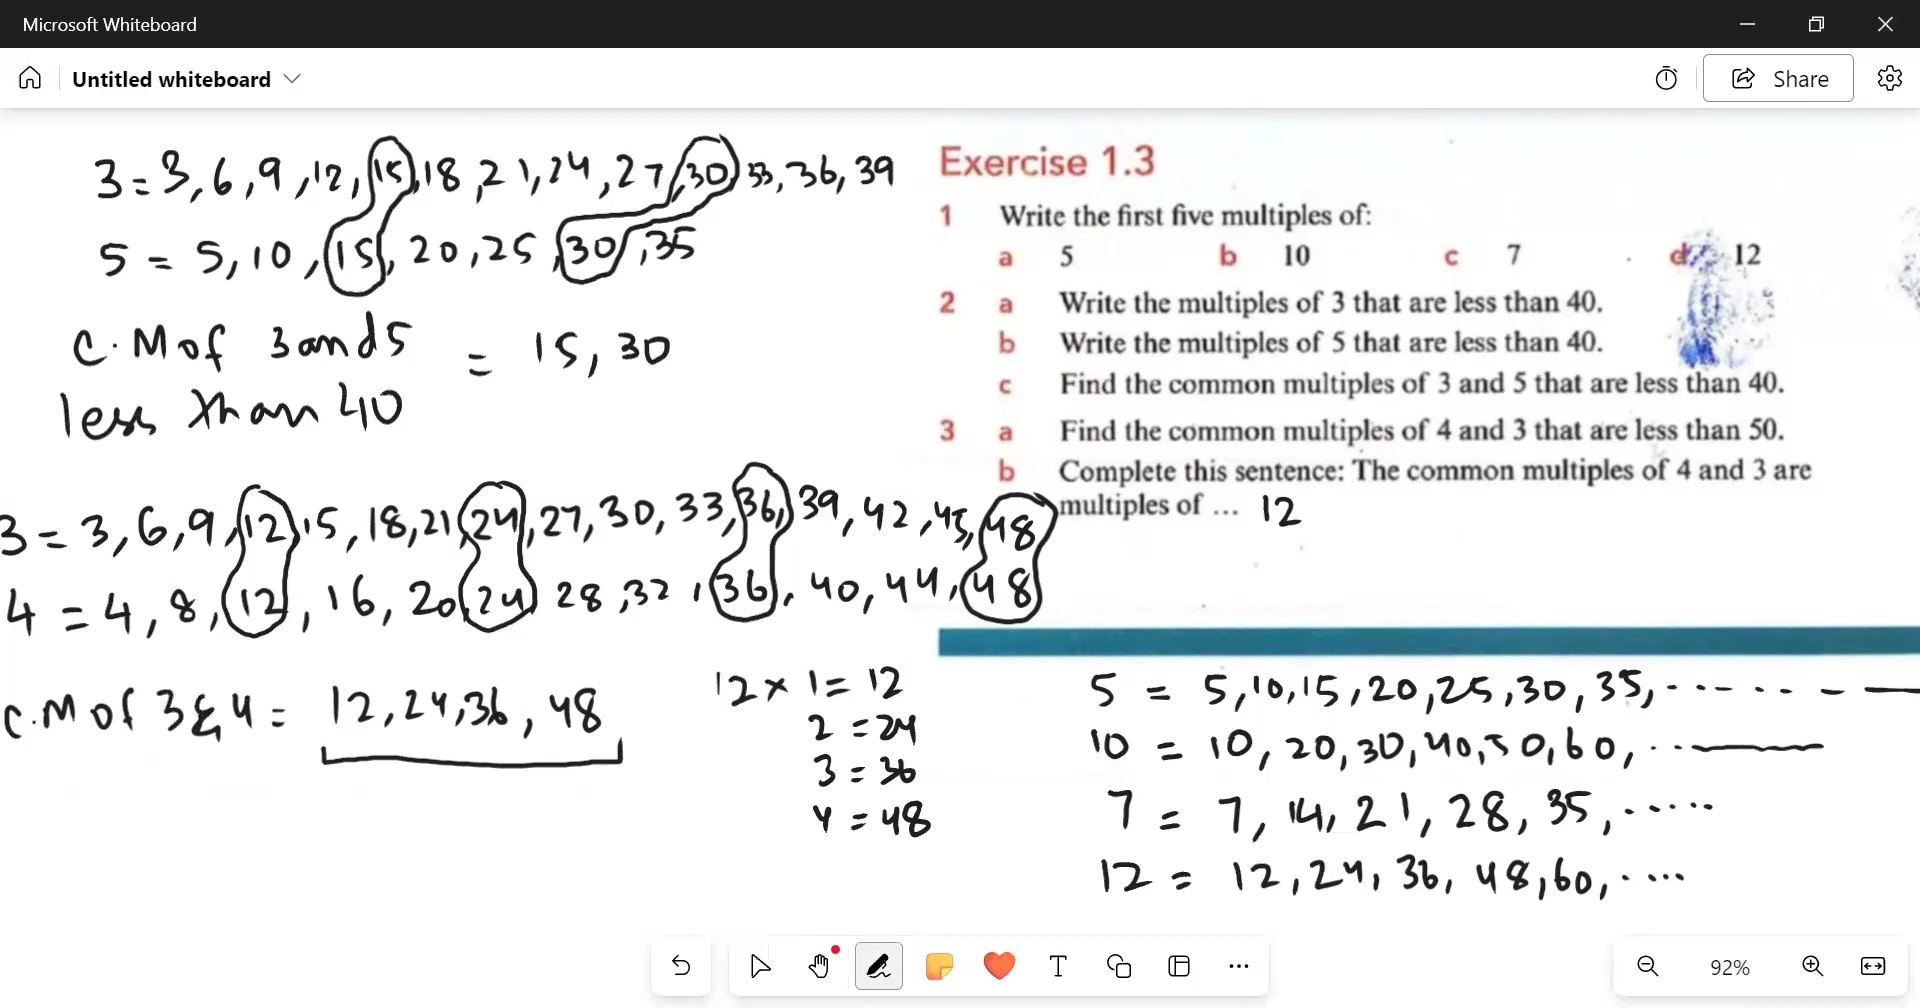 Microsoft Whiteboard
Untitled whiteboard
Share
3 = 3, 6, 9, 12, 15, 18, 21, 24, 27, 30, 33, 36, 39
5 = 5, 10, 15, 20, 25, 30, 35
C.M of 3 and 5 = 15, 30
less than 40
3 = 3, 6, 9, 12, 15, 18, 21, 24, 27, 30, 33, 36, 39, 42, 45, 48
4 = 4, 8, 12, 16, 20, 24, 28, 32, 36, 40, 44, 48
C.M of 3 & 4 = 12, 24, 36, 48
12 × 1 = 12
2 = 24
3 = 36
4 = 48
Exercise 1.3
1 Write the first five multiples of:
a 5 b 10 c 7 d 12
2 a Write the multiples of 3 that are less than 40.
b Write the multiples of 5 that are less than 40.
c Find the common multiples of 3 and 5 that are less than 40.
3 a Find the common multiples of 4 and 3 that are less than 50.
b Complete this sentence: The common multiples of 4 and 3 are
multiples of ... 12
5 = 5, 10, 15, 20, 25, 30, 35, ......
10 = 10, 20, 30, 40, 50, 60, ...
7 = 7, 14, 21, 28, 35, .....
12 = 12, 24, 36, 48, 60, ....
92%